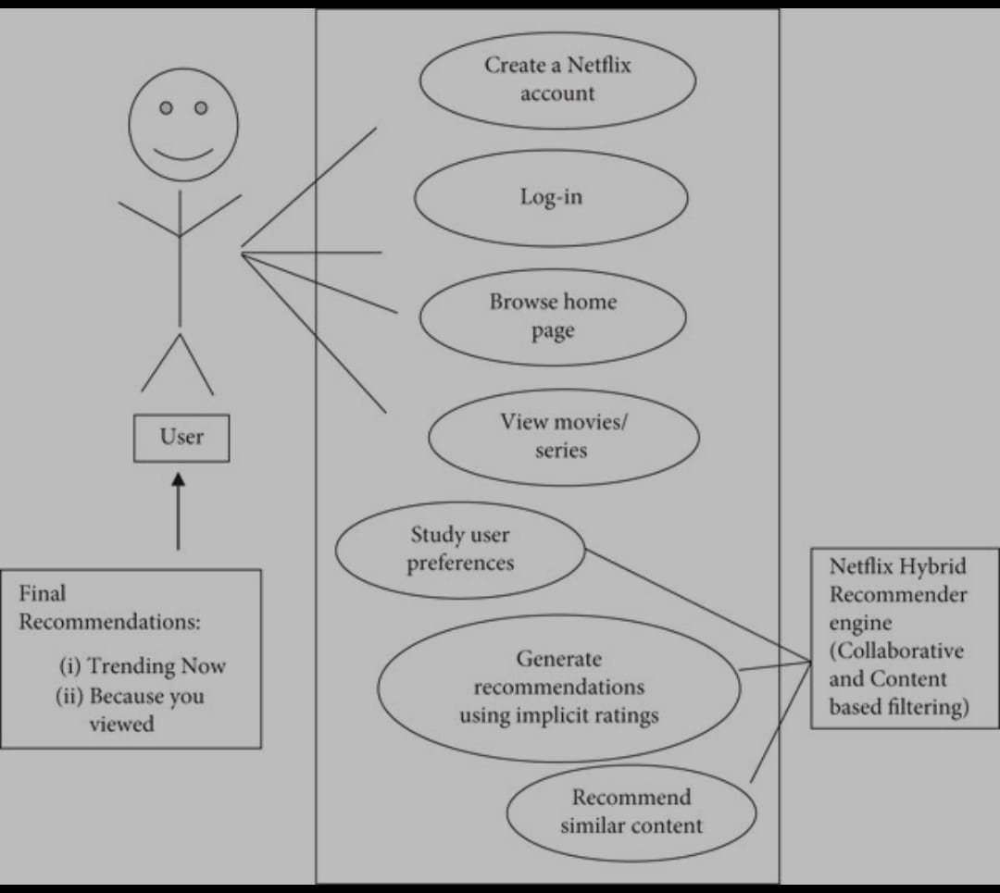 Create a Netflix
account
Log-in
Browse home
page
View movies/
series
User
Study user
preferences
Final
Recommendations:
(i) Trending Now
(ii) Because you
viewed
Generate
recommendations
using implicit ratings
Recommend
similar content
Netflix Hybrid
Recommender
engine
(Collaborative
and Content
based filtering)